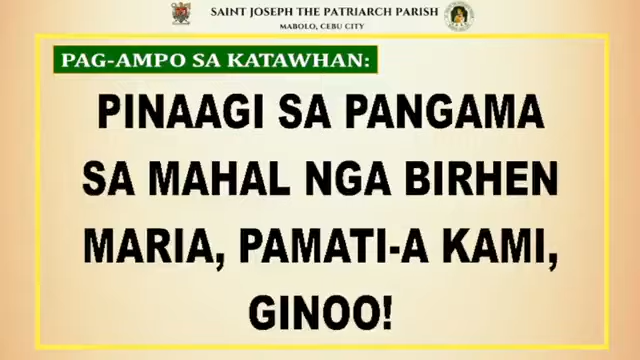 SAINT JOSEPH THE PATRIARCH PARISH
MABOLO, CEBU CITY
PAG-AMPO SA KATAWHAN:
PINAAGI SA PANGAMA
SA MAHAL NGA BIRHEN
MARIA, PAMATI-A KAMI,
GINOO!